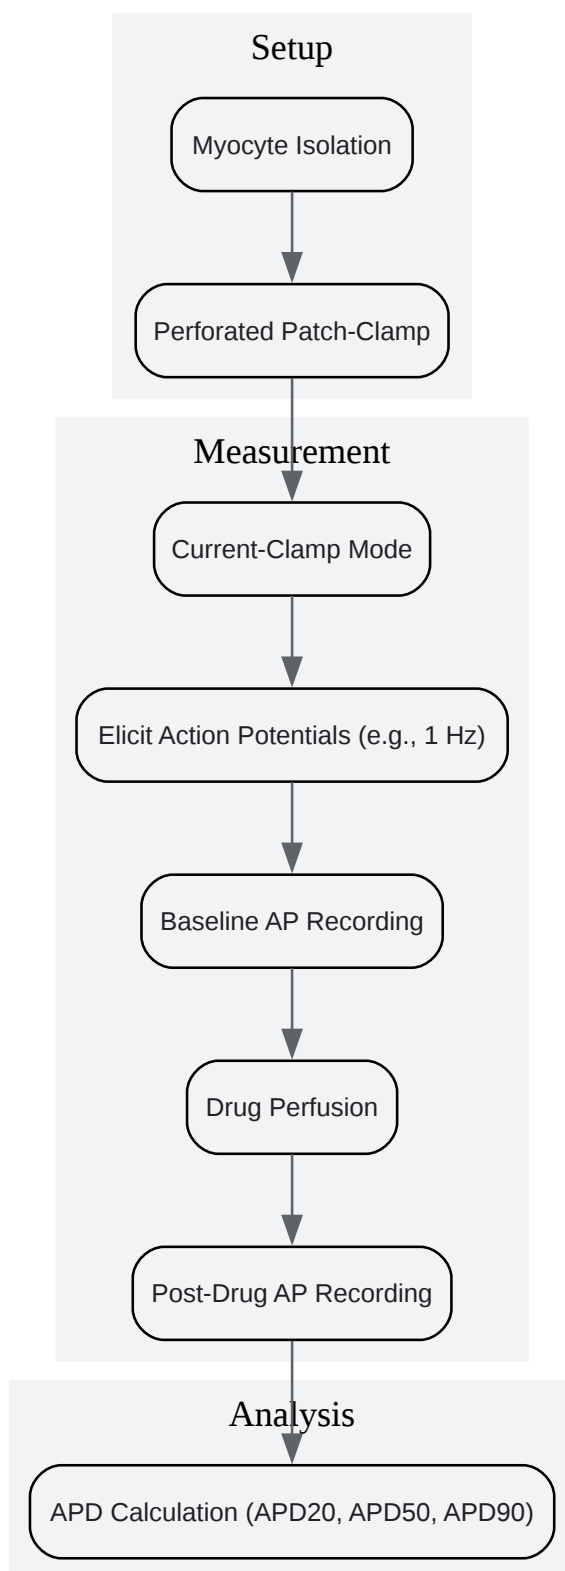 Setup
Myocyte Isolation
Perforated Patch-Clamp
Measurement
Current-Clamp Mode
Elicit Action Potentials (e.g., 1 Hz)
Baseline AP Recording
Drug Perfusion
Post-Drug AP Recording
Analysis
APD Calculation (APD20, APD50, APD90)